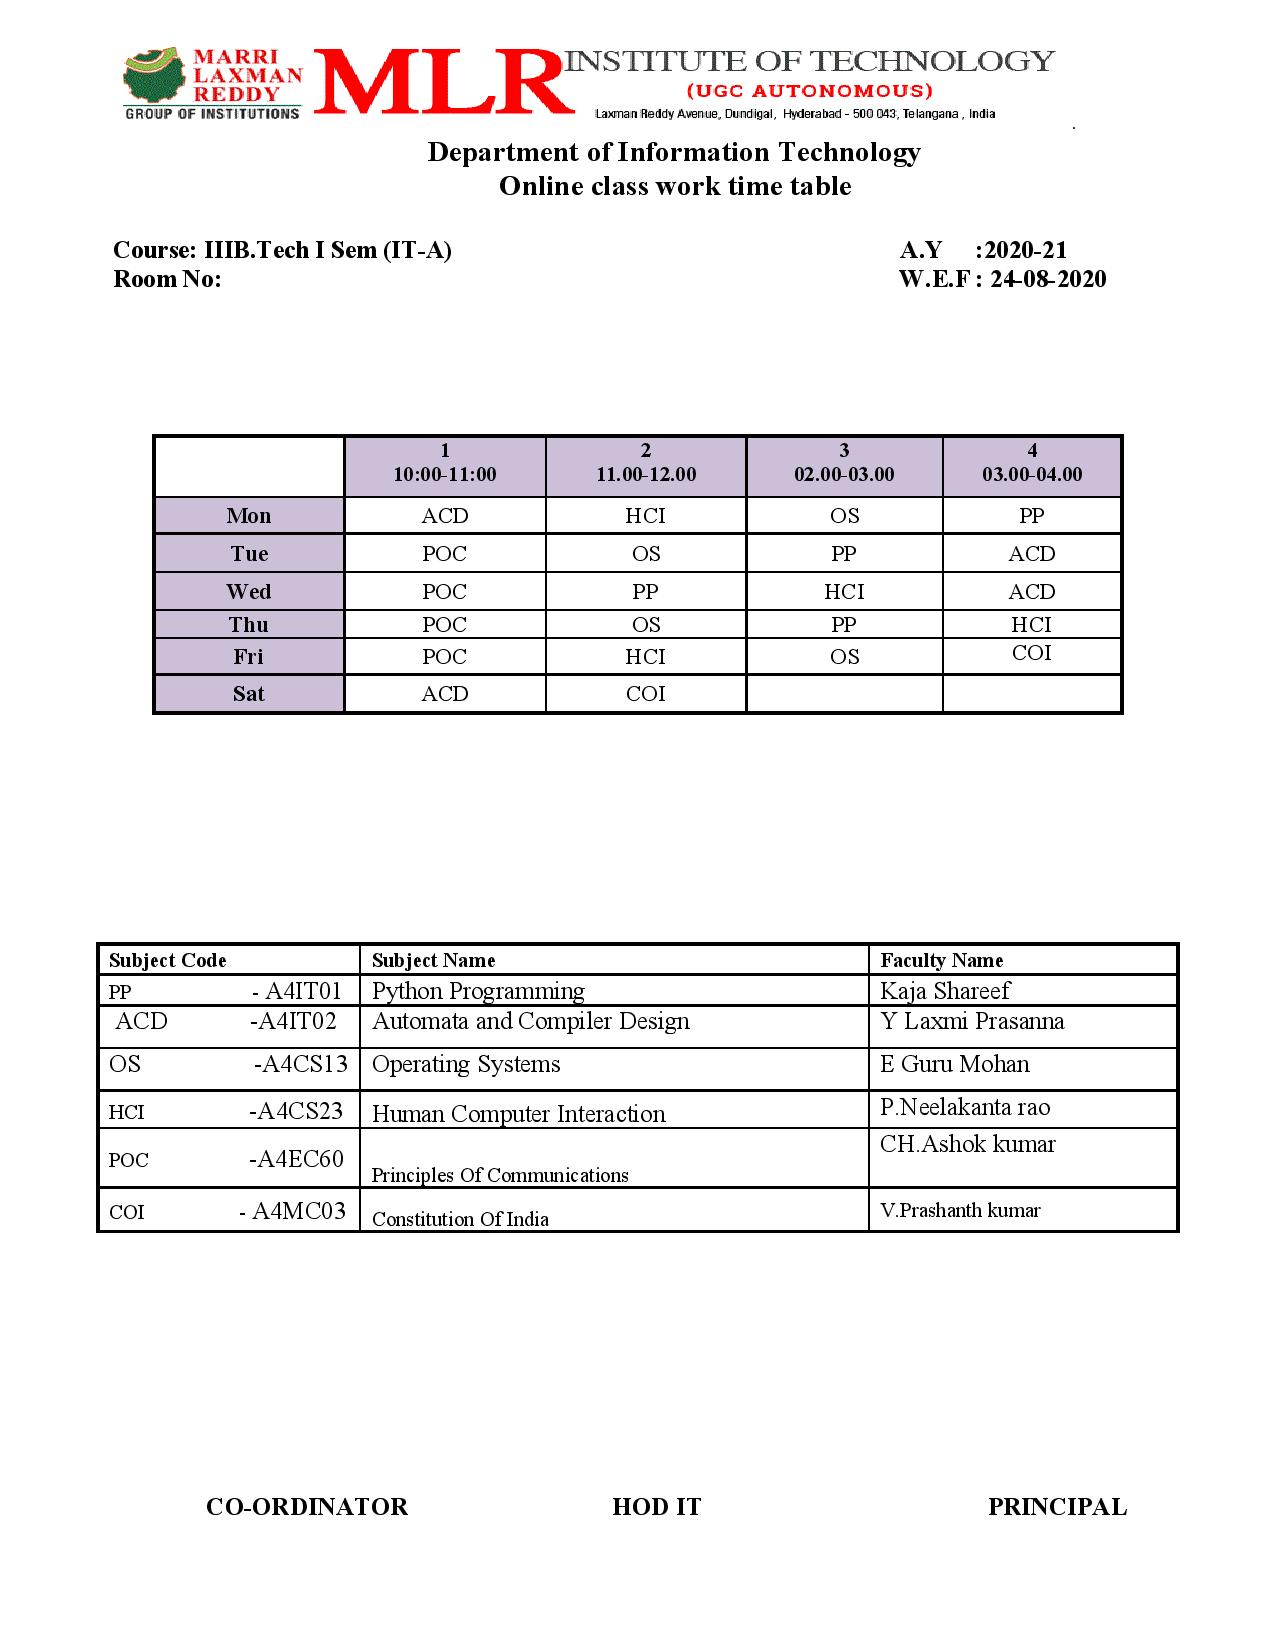 MARRI
LAXMAN
REDDY
GROUP OF INSTITUTIONS
MLR INSTITUTE OF TECHNOLOGY
(UGC AUTONOMOUS)
Laxman Reddy Avenue, Dundigal, Hyderabad - 500 043, Telangana , India
.
Department of Information Technology
Online class work time table
Course: IIIB.Tech I Sem (IT-A) A.Y :2020-21
Room No: W.E.F : 24-08-2020
1 2 3 4
10:00-11:00 11.00-12.00 02.00-03.00 03.00-04.00
Mon ACD HCI OS PP
Tue POC OS PP ACD
Wed POC PP HCI ACD
Thu POC OS PP HCI
Fri POC HCI OS COI
Sat ACD COI
Subject Code Subject Name Faculty Name
PP - A4IT01 Python Programming Kaja Shareef
ACD -A4IT02 Automata and Compiler Design Y Laxmi Prasanna
OS -A4CS13 Operating Systems E Guru Mohan
HCI -A4CS23 Human Computer Interaction P.Neelakanta rao
POC -A4EC60 Principles Of Communications CH.Ashok kumar
COI - A4MC03 Constitution Of India V.Prashanth kumar
CO-ORDINATOR HOD IT PRINCIPAL